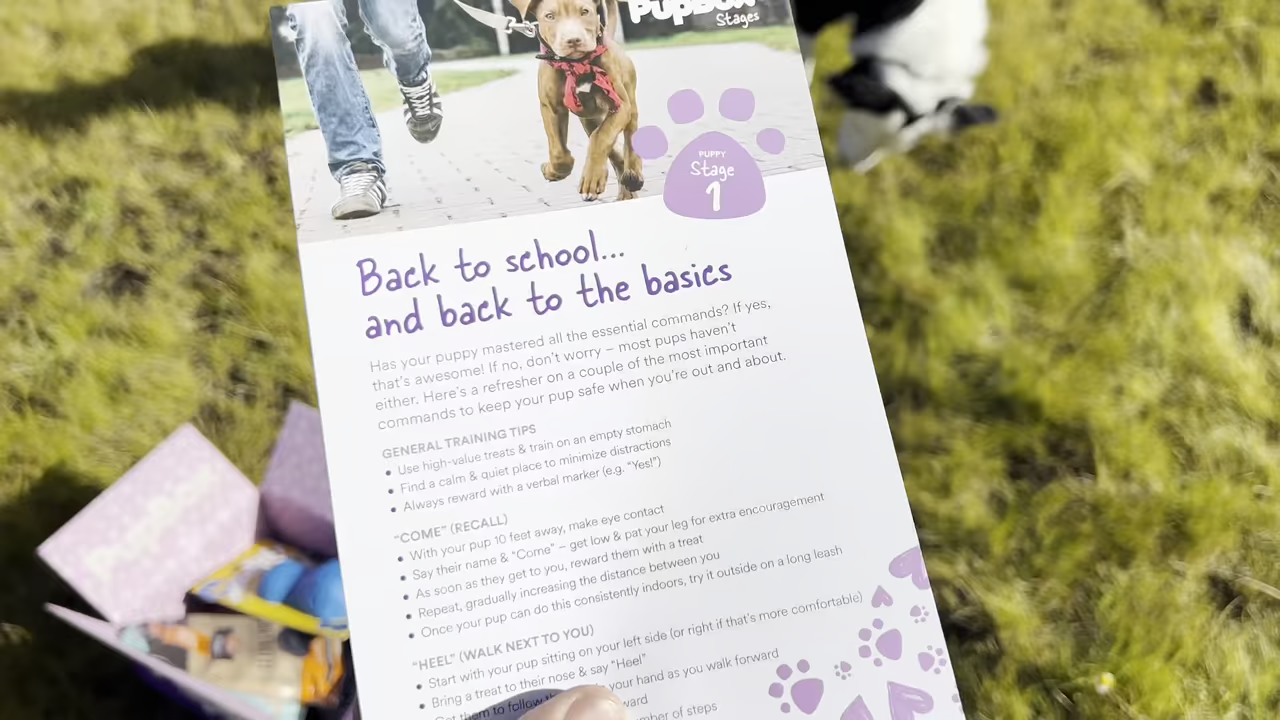 PupBox
Stages
PUPPY
Stage
1
Back to school...
and back to the basics
Has your puppy mastered all the essential commands? If yes,
that's awesome! If no, don't worry – most pups haven't
either. Here's a refresher on a couple of the most important
commands to keep your pup safe when you're out and about.
GENERAL TRAINING TIPS
• Use high-value treats & train on an empty stomach
• Find a calm & quiet place to minimize distractions
• Always reward with a verbal marker (e.g. "Yes!")
"COME" (RECALL)
• With your pup 10 feet away, make eye contact
• Say their name & "Come" – get low & pat your leg for extra encouragement
• As soon as they get to you, reward them with a treat
• Repeat, gradually increasing the distance between you
• Once your pup can do this consistently indoors, try it outside on a long leash
"HEEL" (WALK NEXT TO YOU)
• Start with your pup sitting on your left side (or right if that's more comfortable)
• Bring a treat to their nose & say "Heel"
• Get them to follow your hand as you walk forward
of steps